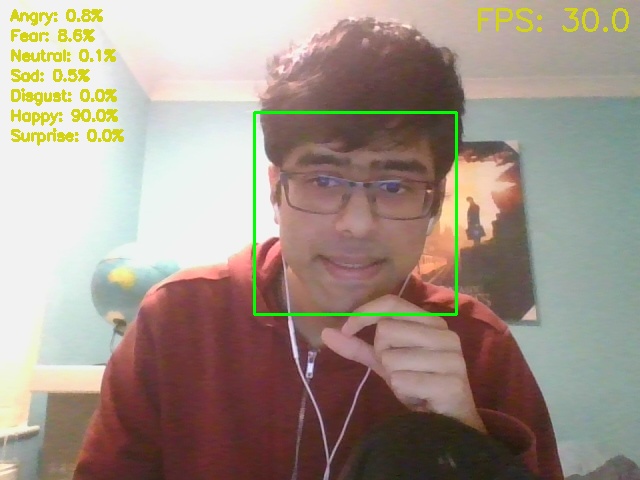 Angry: 0.8%
FPS: 30.0
Fear: 8.6%
Neutral: 0.1%
Sad: 0.5%
Disgust: 0.0%
Happy: 90.0%
Surprise: 0.0%